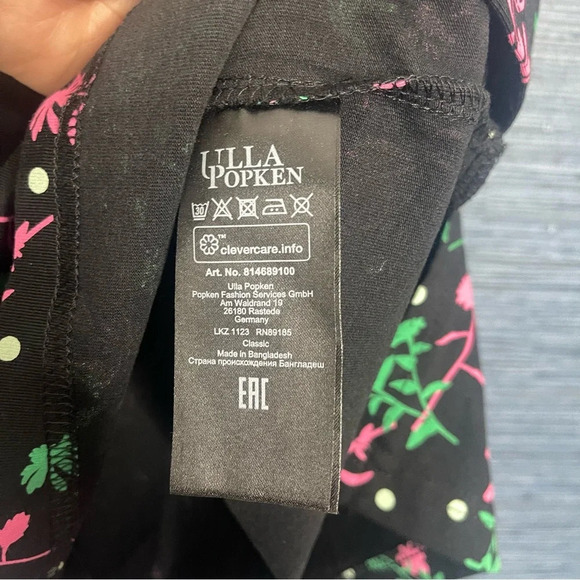 ULLA
POPKEN
30
clevercare.info™
Art. No. 814689100
Ulla Popken
Popken Fashion Services GmbH
Am Waldrand 19
26180 Rastede
Germany
LKZ 1123 RN89185
Classic
Made in Bangladesh
Страна происхождения Бангладеш
EAC